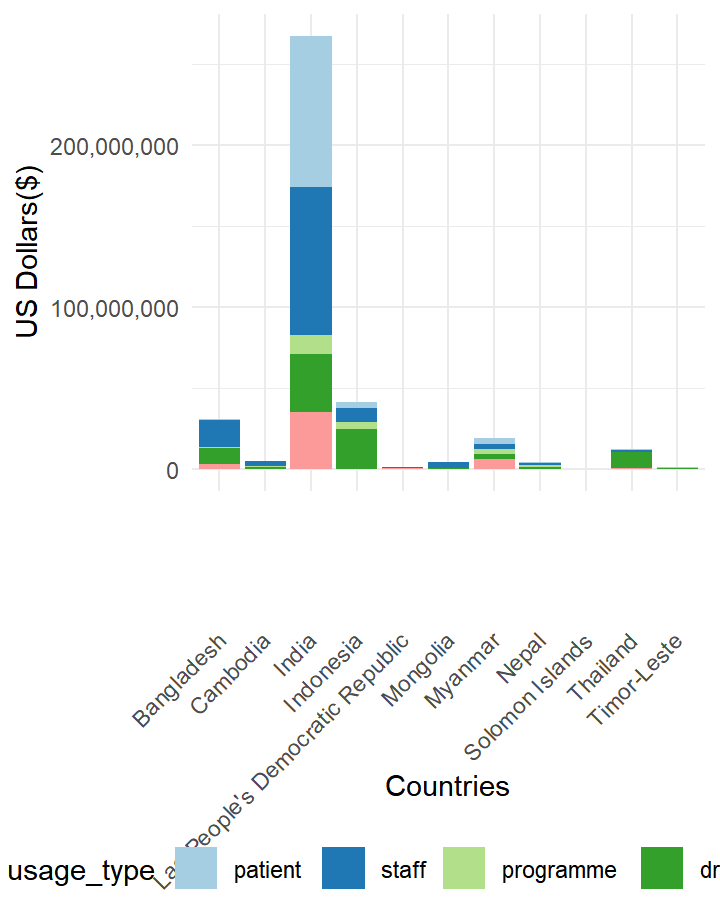 US Dollars($)
200,000,000
100,000,000
0
Bangladesh
Cambodia
India
Indonesia
People's Democratic Republic
Mongolia
Myanmar
Nepal
Solomon Islands
Thailand
Timor-Leste
Countries
usage_type patient staff programme dr